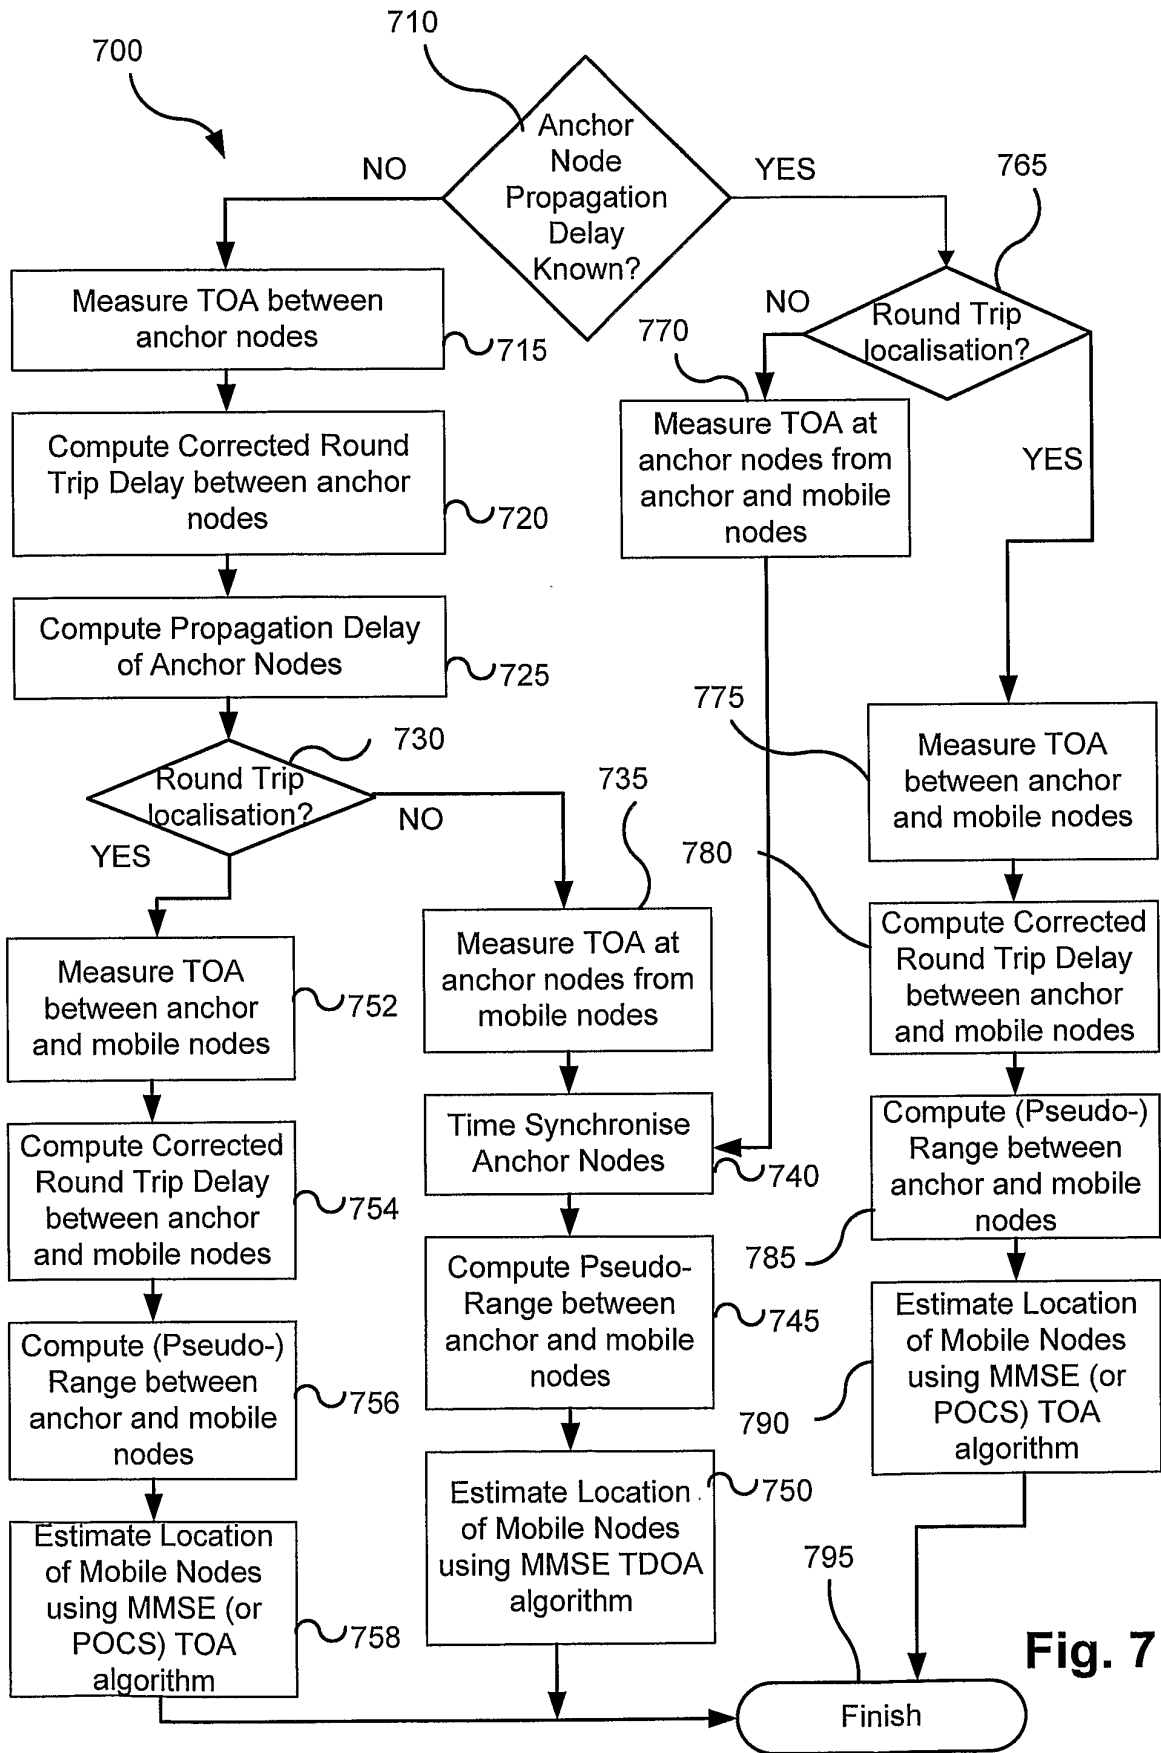 710
700
Anchor
Node
Propagation
Delay
Known?
NO
YES
765
Measure TOA between
anchor nodes
715
NO
Round Trip
localisation?
770
YES
Compute Corrected Round
Trip Delay between anchor
nodes
720
Measure TOA at
anchor nodes from
anchor and mobile
nodes
Compute Propagation Delay
of Anchor Nodes
725
775
Measure TOA
between anchor
and mobile nodes
730
Round Trip
localisation?
YES
NO
735
780
Measure TOA
between anchor
and mobile nodes
752
Measure TOA at
anchor nodes from
mobile nodes
Compute Corrected
Round Trip Delay
between anchor
and mobile nodes
Compute Corrected
Round Trip Delay
between anchor
and mobile nodes
754
Time Synchronise
Anchor Nodes
740
Compute (Pseudo-)
Range between
anchor and mobile
nodes
785
Compute (Pseudo-)
Range between
anchor and mobile
nodes
756
Compute Pseudo-
Range between
anchor and mobile
nodes
745
Estimate Location
of Mobile Nodes
using MMSE (or
POCS) TOA
algorithm
790
Estimate Location
of Mobile Nodes
using MMSE (or
POCS) TOA
algorithm
758
Estimate Location
of Mobile Nodes
using MMSE TDOA
algorithm
750
795
Finish
Fig. 7